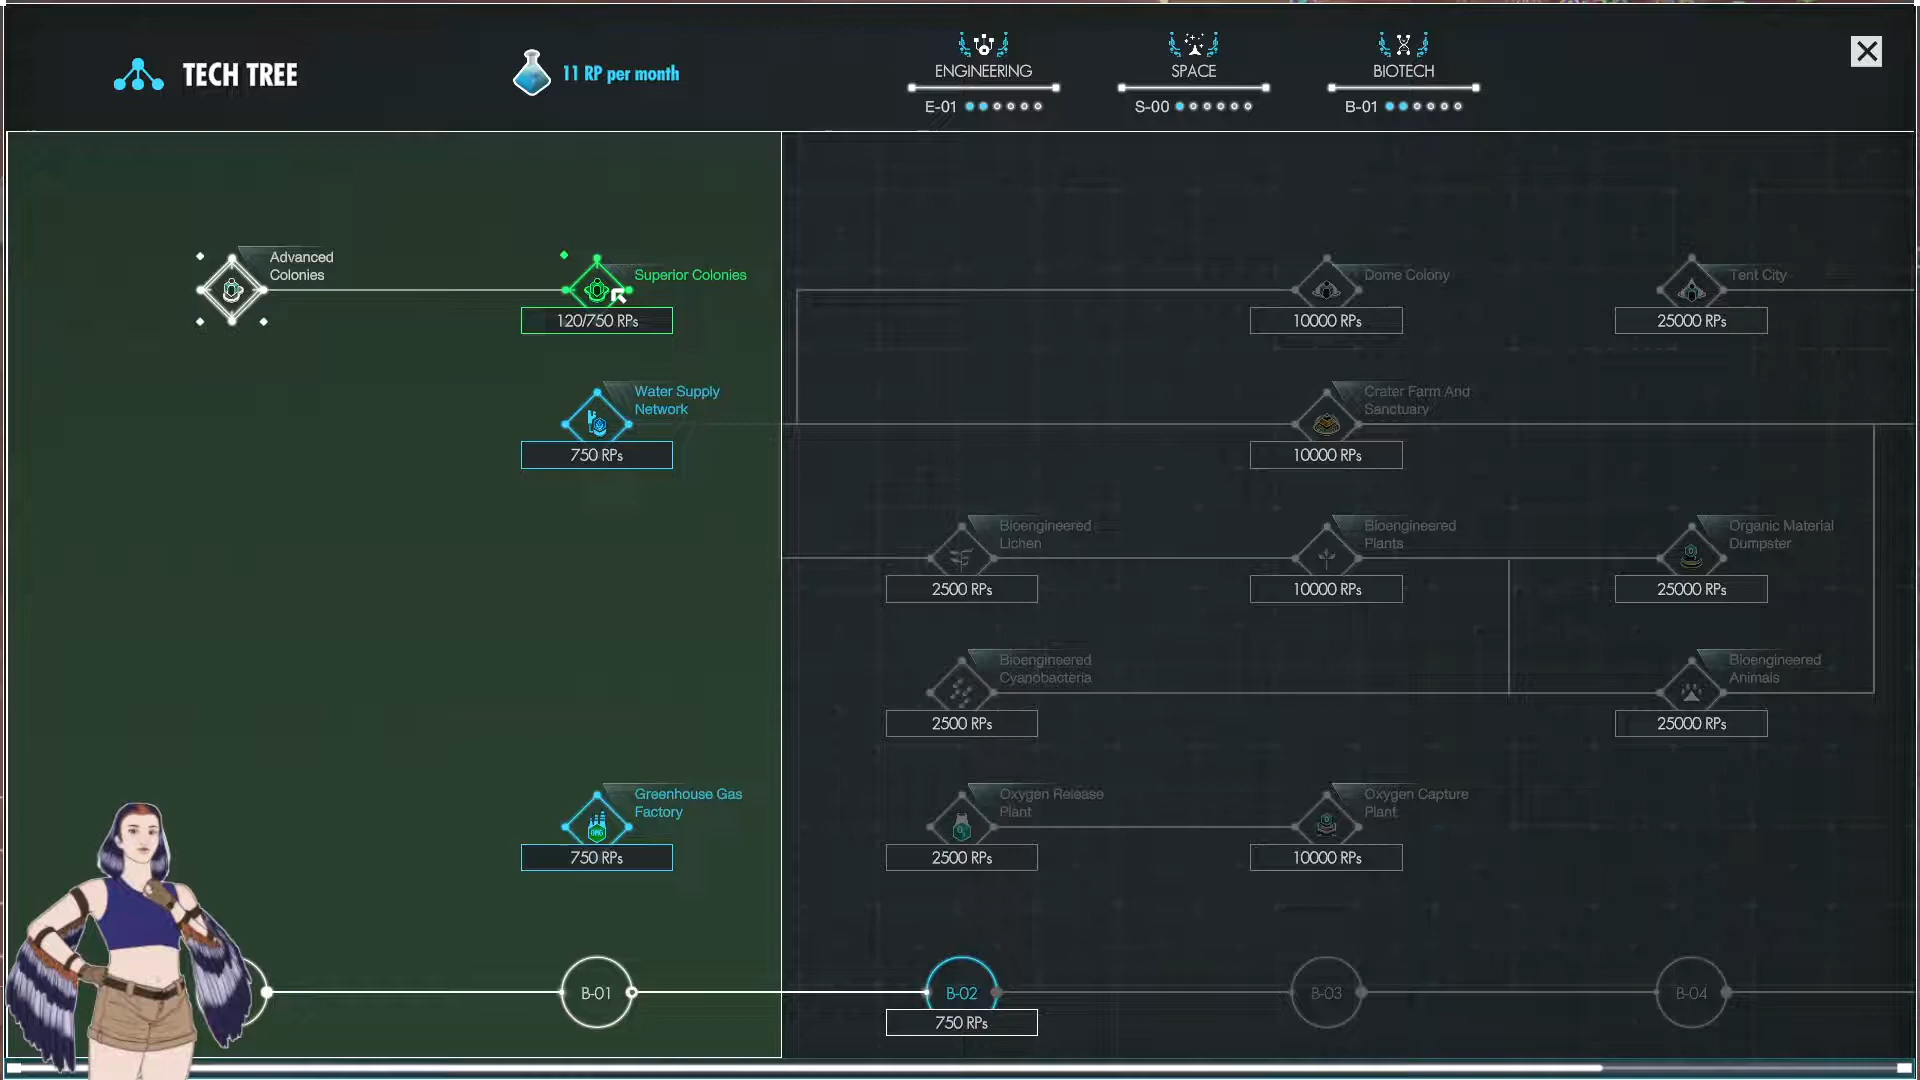 TECH TREE
11 RP per month
ENGINEERING
E-01
SPACE
S-00
BIOTECH
B-01
Advanced
Colonies
Superior Colonies
120/750 RPs
Dome Colony
10000 RPs
Tent City
25000 RPs
Water Supply
Network
750 RPs
Crater Farm And
Sanctuary
10000 RPs
Bioengineered
Lichen
2500 RPs
Bioengineered
Plants
10000 RPs
Organic Material
Dumpster
25000 RPs
Bioengineered
Cyanobacteria
2500 RPs
Bioengineered
Animals
25000 RPs
Greenhouse Gas
Factory
750 RPs
Oxygen Release
Plant
2500 RPs
Oxygen Capture
Plant
10000 RPs
B-01
B-02
750 RPs
B-03
B-04